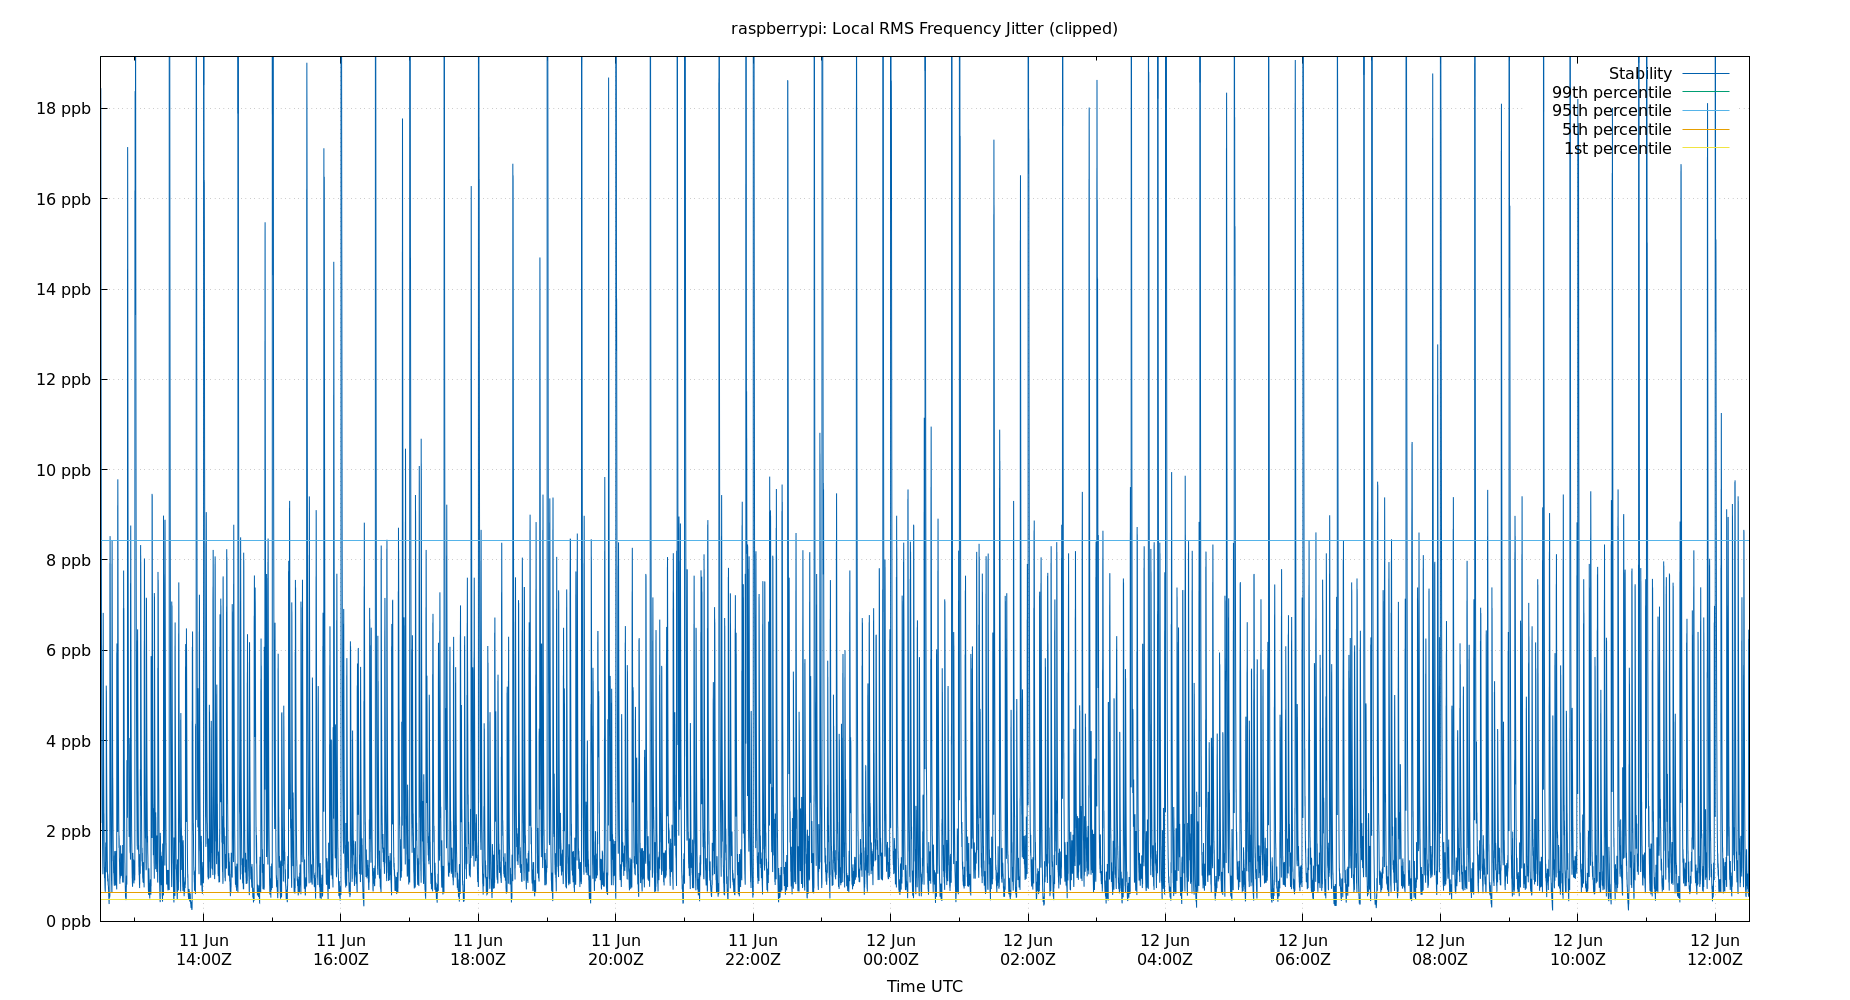 raspberrypi: Local RMS Frequency Jitter (clipped)
Stability
99th percentile
95th percentile
5th percentile
1st percentile
18 ppb
16 ppb
14 ppb
12 ppb
10 ppb
8 ppb
6 ppb
4 ppb
2 ppb
0 ppb
11 Jun 11 Jun 11 Jun 11 Jun 11 Jun 12 Jun 12 Jun 12 Jun 12 Jun 12 Jun 12 Jun 12 Jun
14:00Z 16:00Z 18:00Z 20:00Z 22:00Z 00:00Z 02:00Z 04:00Z 06:00Z 08:00Z 10:00Z 12:00Z
Time UTC